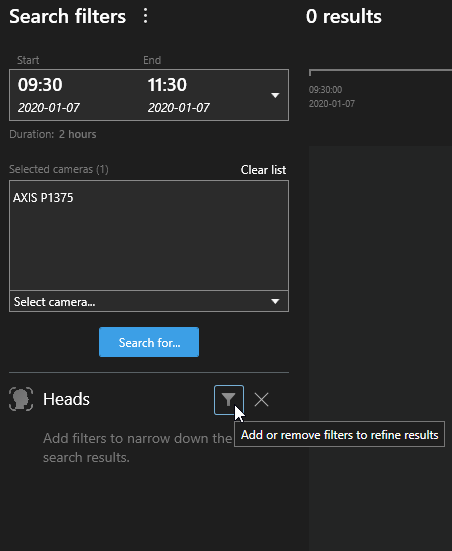 Search filters
0 results
Start End
09:30 11:30
2020-01-07 2020-01-07
09:30:00
2020-01-07
Duration: 2 hours
Selected cameras (1) Clear list
AXIS P1375
Select camera...
Search for...
Heads
Add or remove filters to refine results
Add filters to narrow down the
search results.